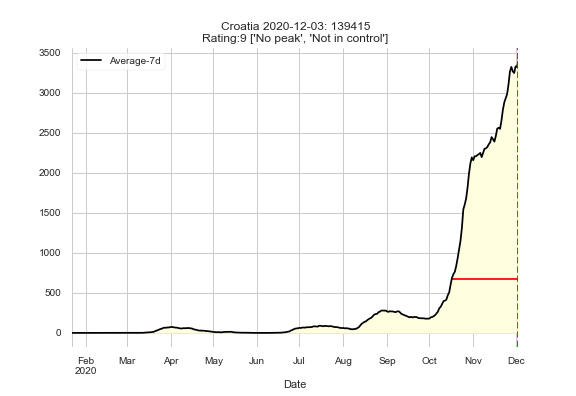 Croatia 2020-12-03: 139415
Rating:9 ['No peak', 'Not in control']
Average-7d
3500
3000
2500
2000
1500
1000
500
0
Feb Mar Apr May Jun Jul Aug Sep Oct Nov Dec
2020
Date